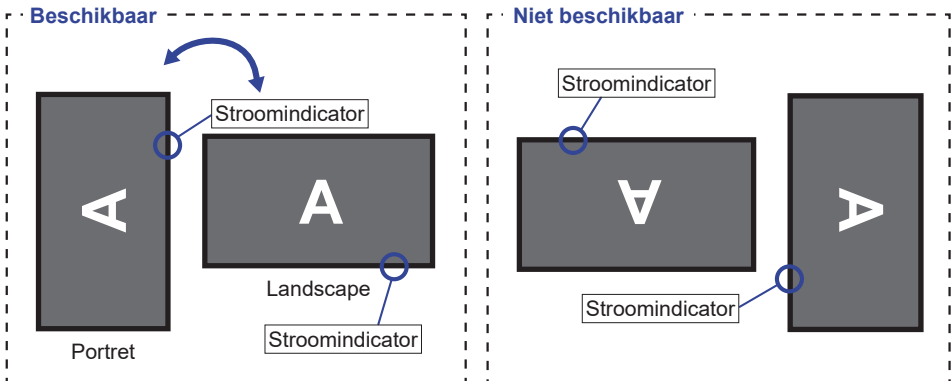 Beschikbaar
Stroomindicator
A
A
Landscape
Stroomindicator
Portret
Niet beschikbaar
Stroomindicator
A
A
Stroomindicator